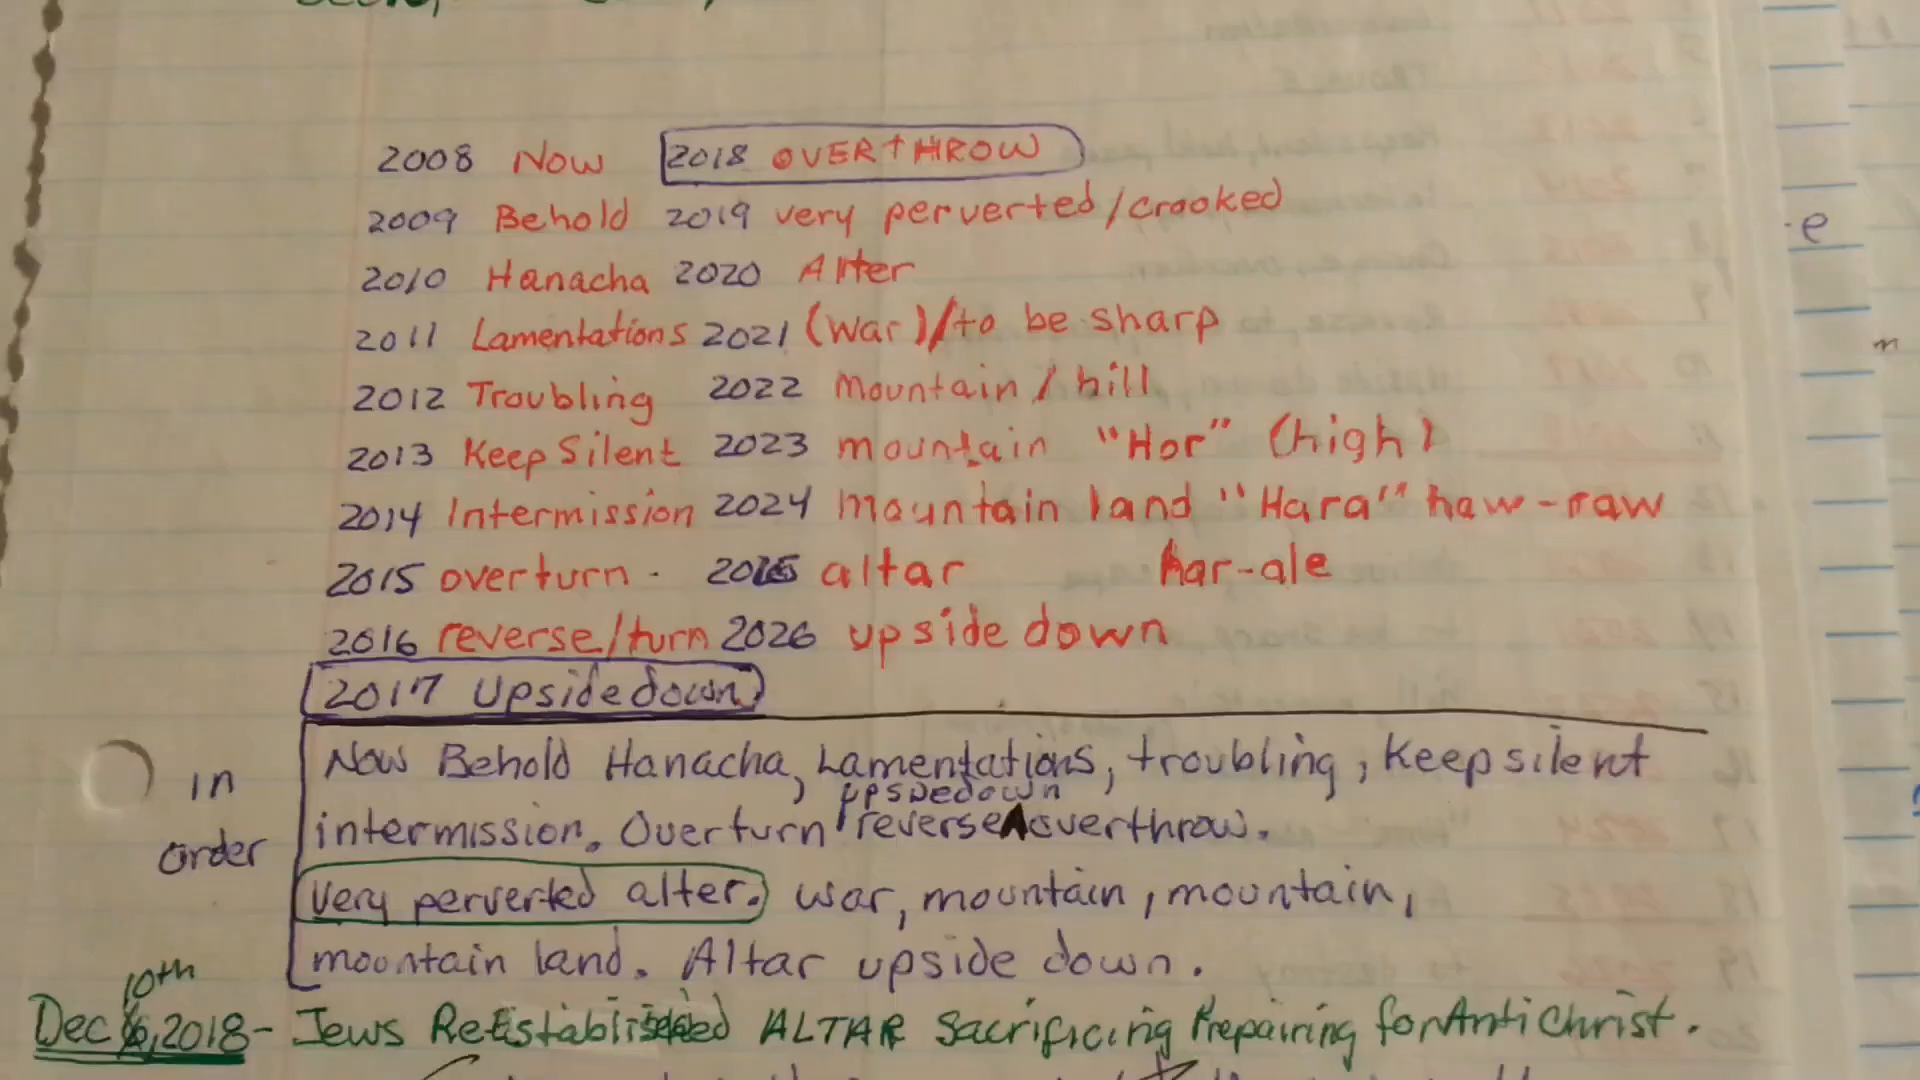 2008 Now 2018 OVERTHROW
2009 Behold 2019 very perverted/crooked
2010 Hanacha 2020 Alter
2011 Lamentations 2021 (war)/to be sharp
2012 Troubling 2022 Mountain / hill
2013 Keep Silent 2023 mountain "Hor" (high)
2014 Intermission 2024 Mountain land "Hara" haw-raw
2015 overturn - 2025 altar har-ale
2016 reverse/turn 2026 upside down
2017 Upside down
in order
Now Behold Hanacha, Lamentations, troubling, Keep silent
intermission. Overturn reverse upsidedown overthrow.
Very perverted alter. war, mountain, mountain,
mountain land. Altar upside down.
Dec 10th, 2018 - Jews ReEstablished ALTAR Sacrificing Prepairing for AntiChrist.